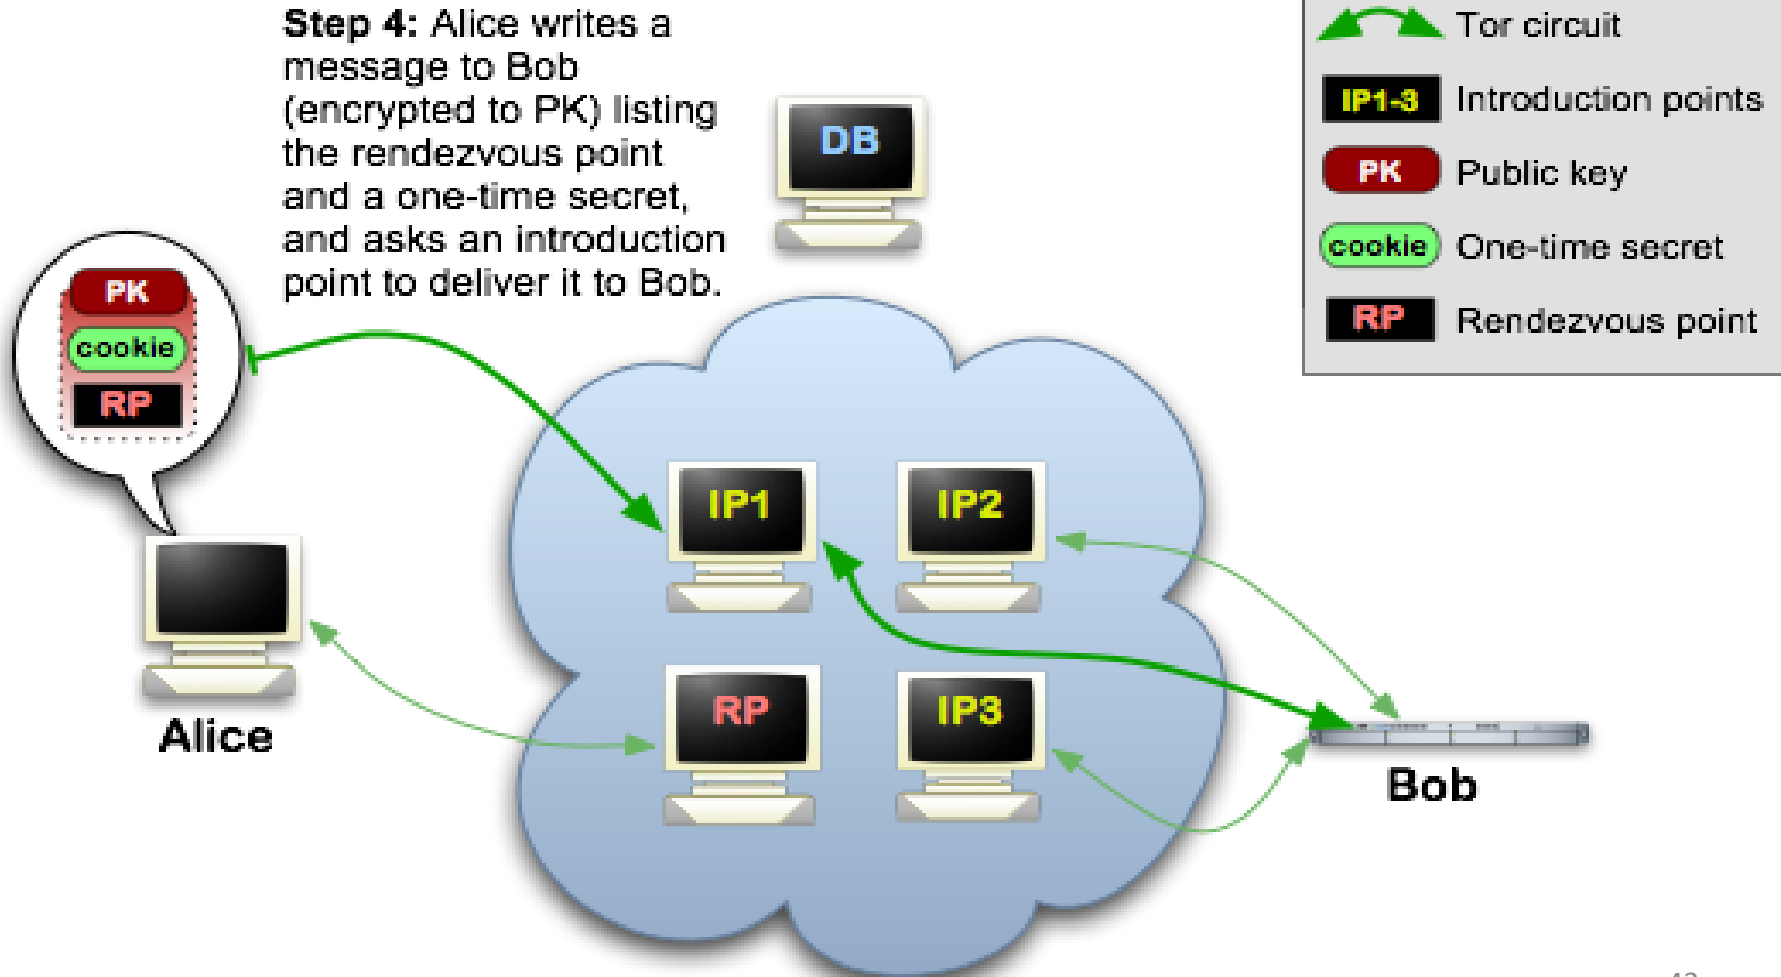 Step 4: Alice writes a
message to Bob
(encrypted to PK) listing
the rendezvous point
and a one-time secret,
and asks an introduction
point to deliver it to Bob.
DB
Tor circuit
IP1-3 Introduction points
PK Public key
cookie One-time secret
RP Rendezvous point
PK
cookie
RP
IP1
IP2
RP
IP3
Alice
Bob